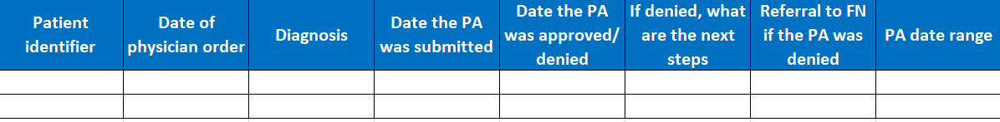 Patient
identifier
Date of
physician order
Diagnosis
Date the PA
was submitted
Date the PA
was approved/
denied
If denied, what
are the next
steps
Referral to FN
if the PA was
denied
PA date range